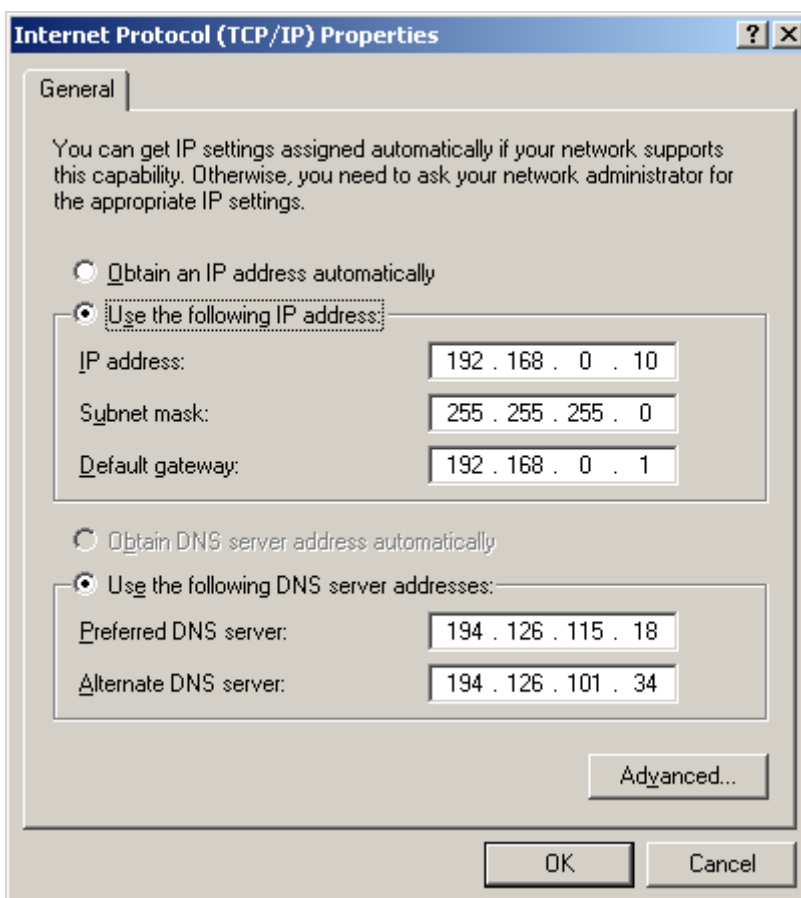 Internet Protocol (TCP/IP) Properties
General
You can get IP settings assigned automatically if your network supports
this capability. Otherwise, you need to ask your network administrator for
the appropriate IP settings.
Obtain an IP address automatically
Use the following IP address:
IP address: 192 . 168 . 0 . 10
Subnet mask: 255 . 255 . 255 . 0
Default gateway: 192 . 168 . 0 . 1
Obtain DNS server address automatically
Use the following DNS server addresses:
Preferred DNS server: 194 . 126 . 115 . 18
Alternate DNS server: 194 . 126 . 101 . 34
Advanced...
OK Cancel